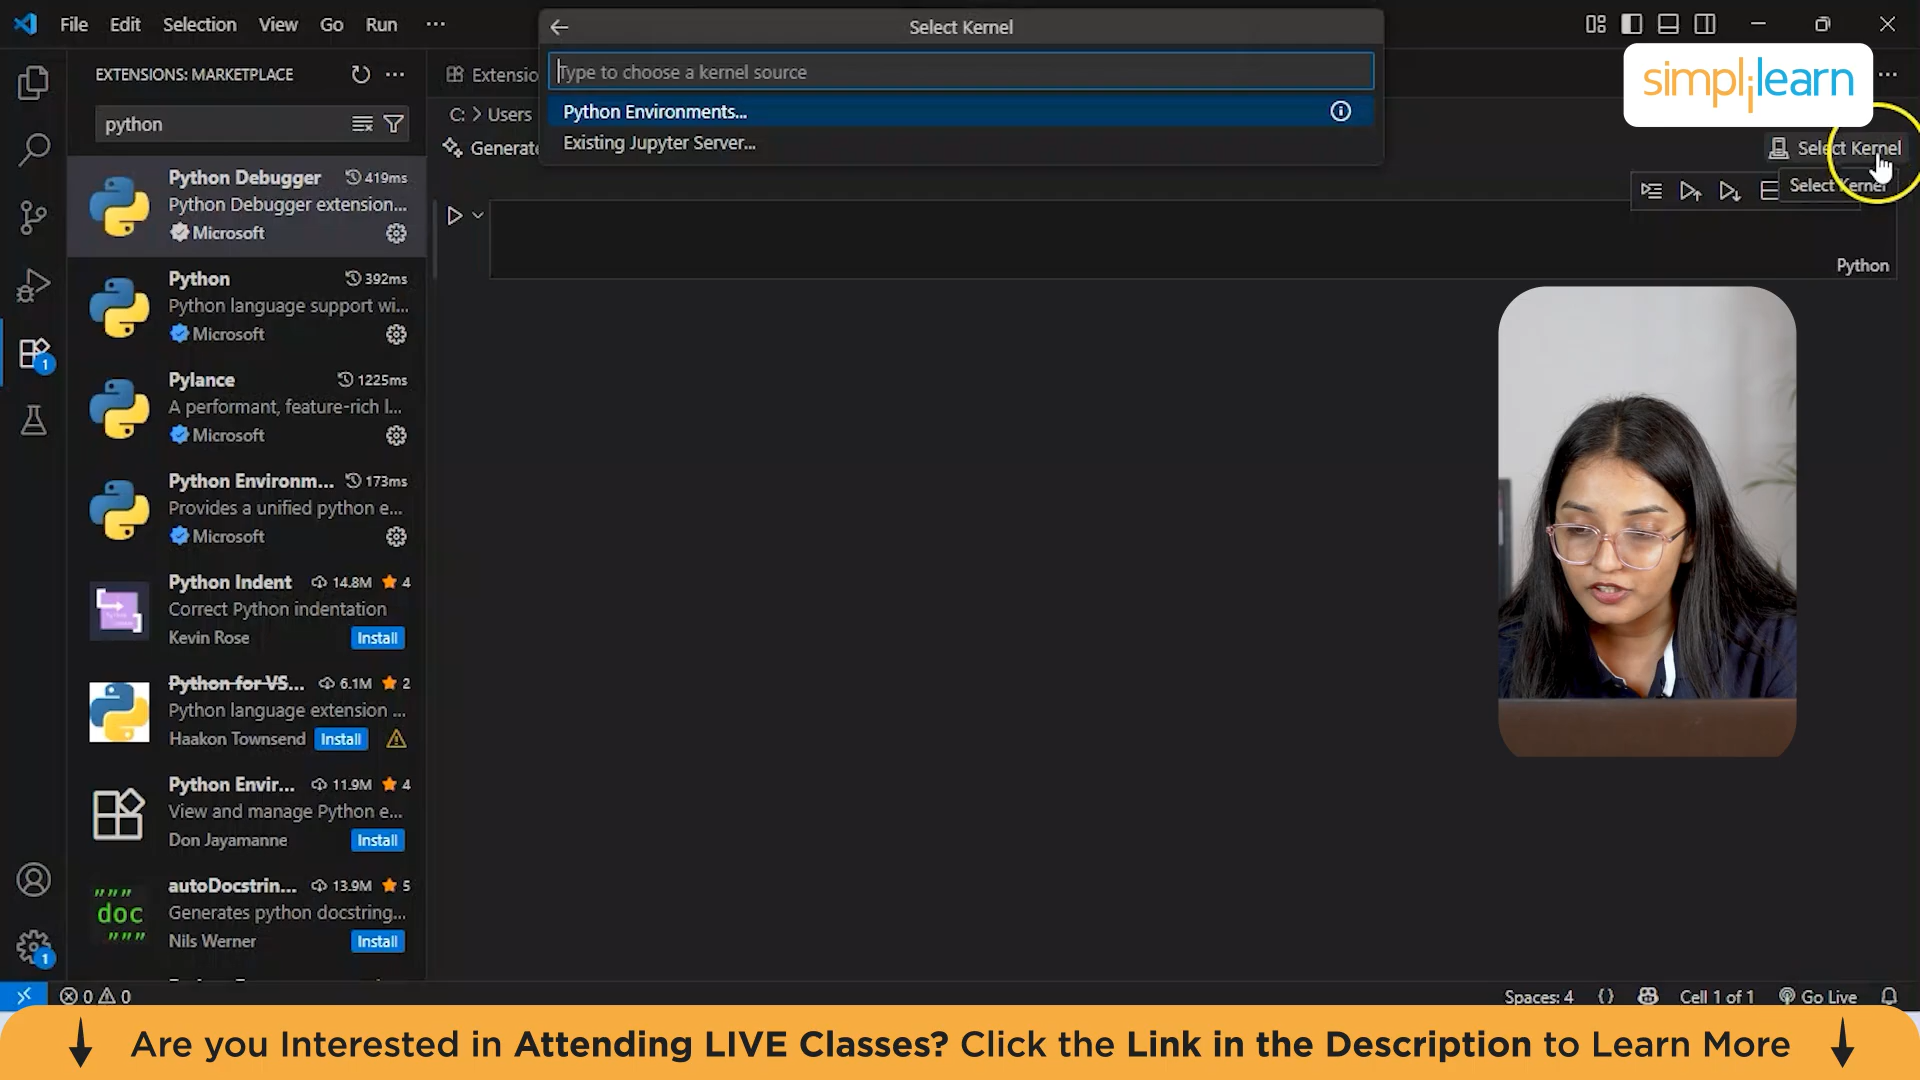 File Edit Selection View Go Run ···
Select Kernel
EXTENSIONS: MARKETPLACE
Extensio
Type to choose a kernel source
simplilearn
python
Python Environments...
C: > Users
Existing Jupyter Server...
Generate
Select Kernel
Select Kernel
Python Debugger 419ms
Python Debugger extension...
Microsoft
Python
Python 392ms
Python language support wi...
Microsoft
Pylance 1225ms
A performant, feature-rich l...
Microsoft
Python Environm... 173ms
Provides a unified python e...
Microsoft
Python Indent 14.8M 4
Correct Python indentation
Kevin Rose Install
Python for VS... 6.1M 2
Python language extension ...
Haakon Townsend Install
Python Envir... 11.9M 4
View and manage Python e...
Don Jayamanne Install
autoDocstrin... 13.9M 5
Generates python docstring...
Nils Werner Install
""" doc """
1
1
0 0
Spaces: 4 {} Cell 1 of 1 Go Live
Are you Interested in Attending LIVE Classes? Click the Link in the Description to Learn More